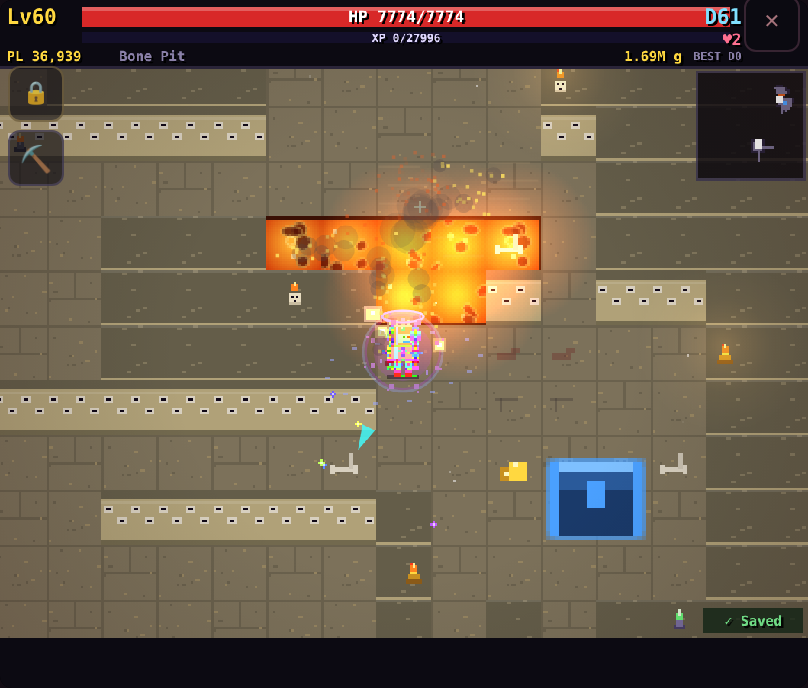 Lv60
HP 7774/7774
D61
×
XP 0/27996
♥2
PL 36,939
Bone Pit
1.69M g
BEST D0
✓ Saved